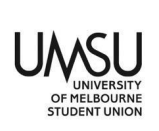 UMSU
UNIVERSITY
OF MELBOURNE
STUDENT UNION